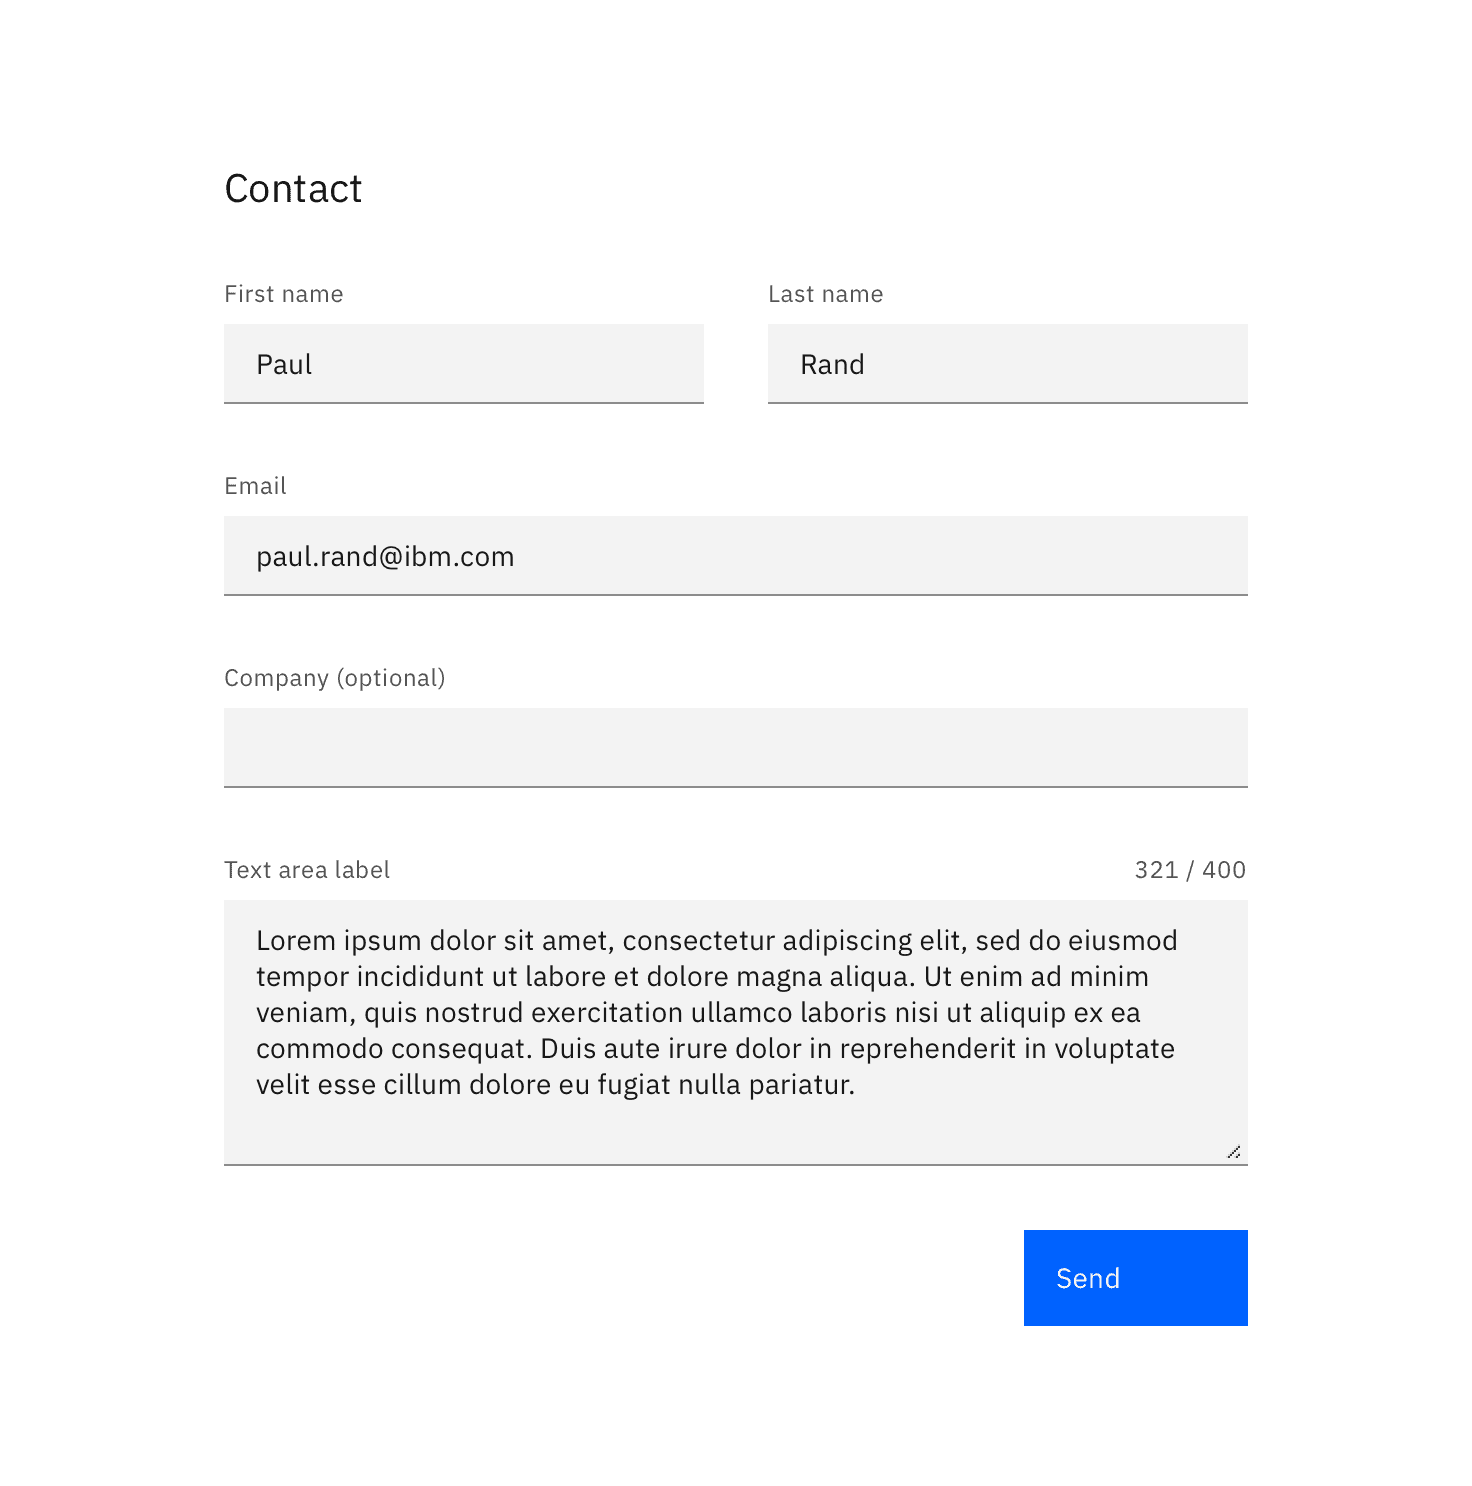 Contact
First name
Last name
Paul
Rand
Email
paul.rand@ibm.com
Company (optional)
Text area label
321 / 400
Lorem ipsum dolor sit amet, consectetur adipiscing elit, sed do eiusmod
tempor incididunt ut labore et dolore magna aliqua. Ut enim ad minim
veniam, quis nostrud exercitation ullamco laboris nisi ut aliquip ex ea
commodo consequat. Duis aute irure dolor in reprehenderit in voluptate
velit esse cillum dolore eu fugiat nulla pariatur.
Send